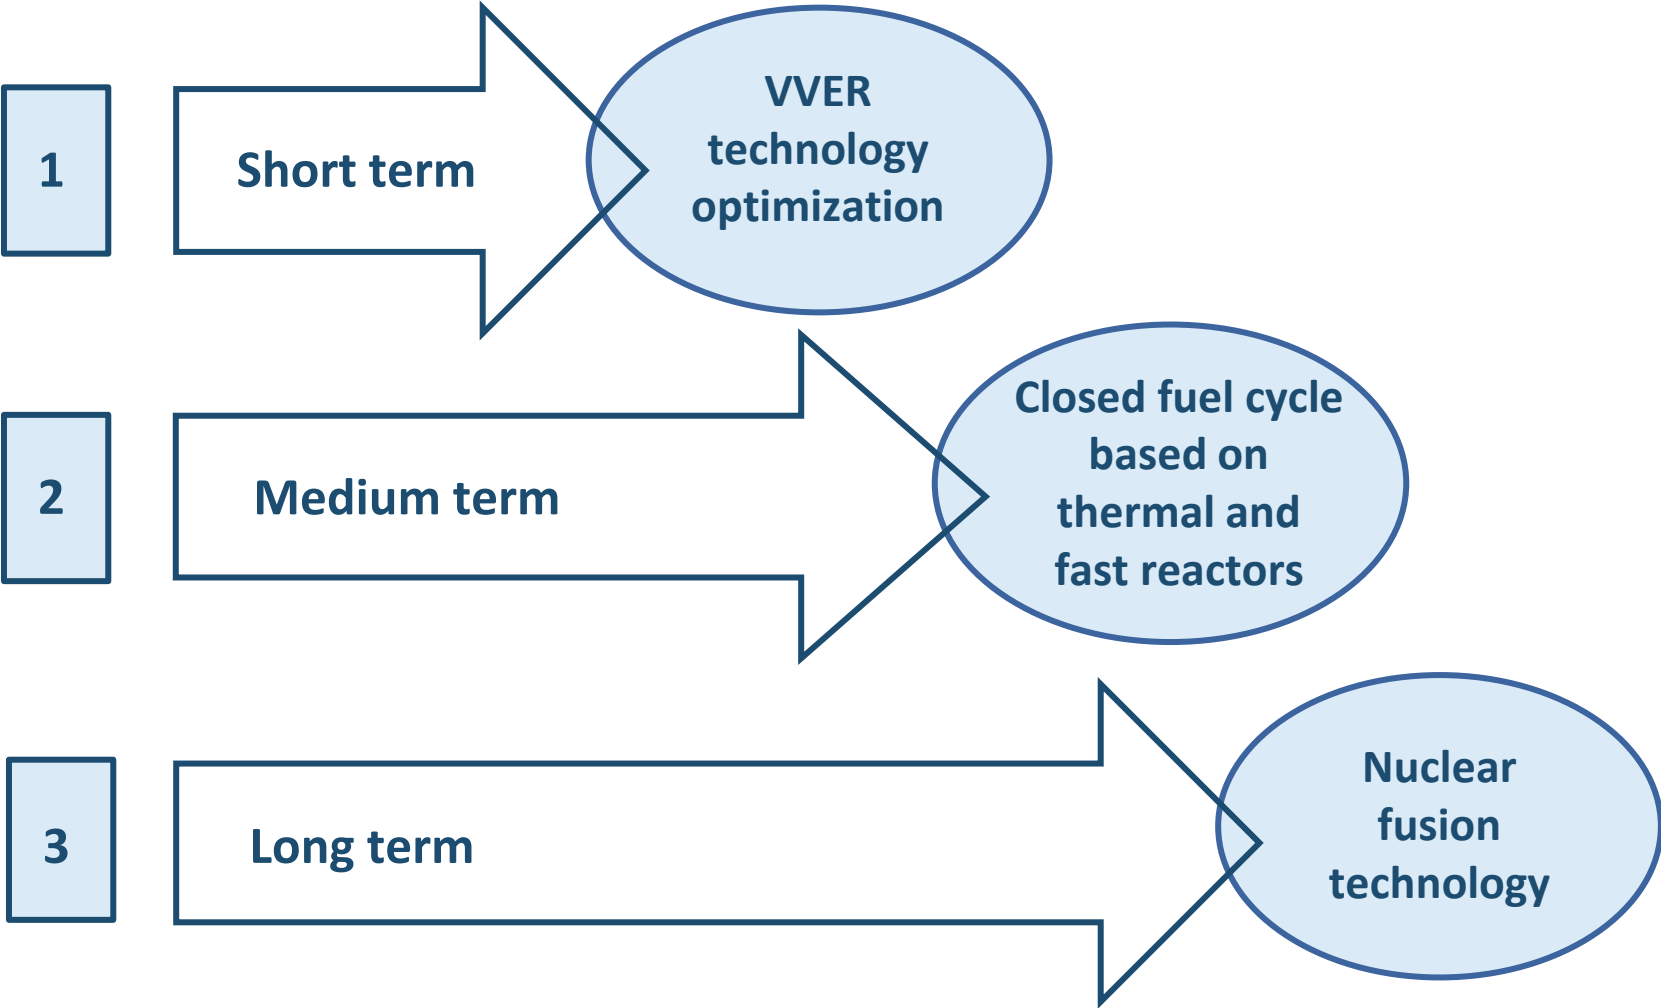 1
Short term
VVER
technology
optimization
2
Medium term
Closed fuel cycle
based on
thermal and
fast reactors
3
Long term
Nuclear
fusion
technology